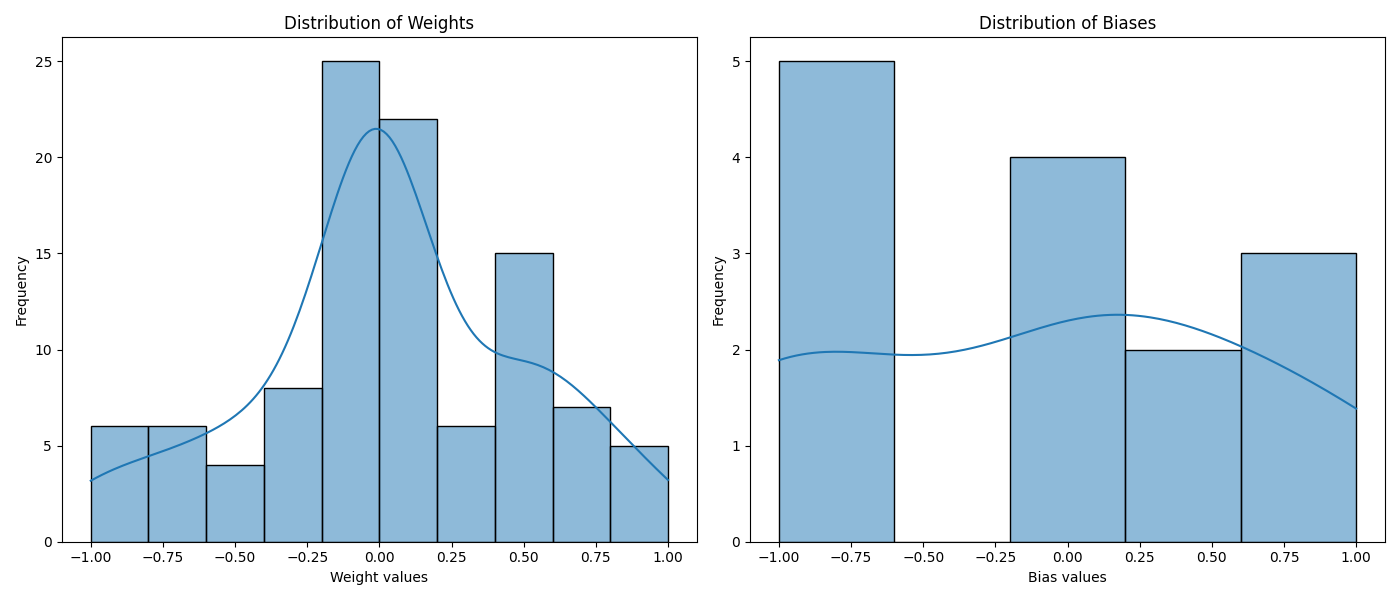 Distribution of Weights
Frequency
25
20
15
10
5
0
−1.00 −0.75 −0.50 −0.25 0.00 0.25 0.50 0.75 1.00
Weight values
Distribution of Biases
Frequency
5
4
3
2
1
0
−1.00 −0.75 −0.50 −0.25 0.00 0.25 0.50 0.75 1.00
Bias values